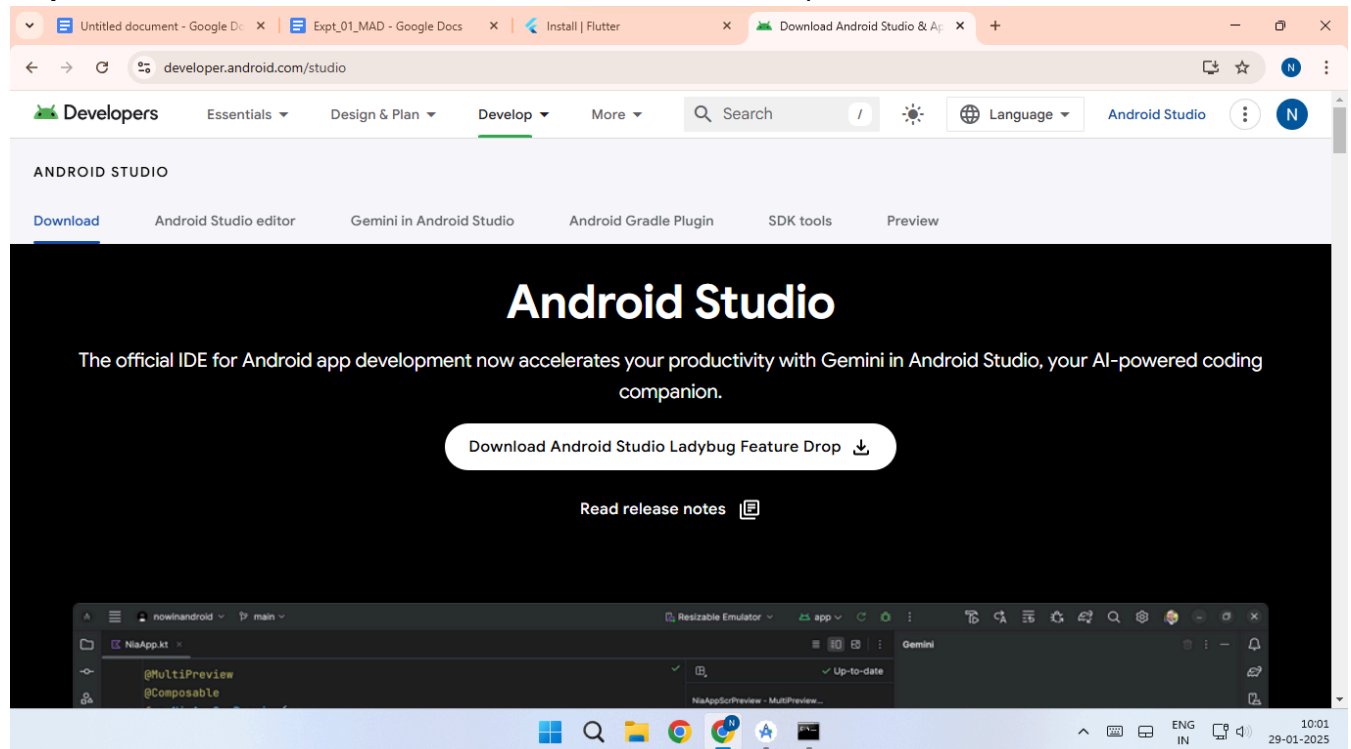 Untitled document - Google Do
Expt_01_MAD - Google Docs
Install | Flutter
Download Android Studio & Ap
developer.android.com/studio
N
Developers
Essentials
Design & Plan
Develop
More
Search
/
Language
Android Studio
N
ANDROID STUDIO
Download
Android Studio editor
Gemini in Android Studio
Android Gradle Plugin
SDK tools
Preview
Android Studio
The official IDE for Android app development now accelerates your productivity with Gemini in Android Studio, your AI-powered coding
companion.
Download Android Studio Ladybug Feature Drop
Read release notes
nowinandroid
main
Resizable Emulator
app
NiaApp.kt
Gemini
@MultiPreview
Up-to-date
@Composable
NiaAppScrPreview - MultiPreview...
N
ENG
IN
10:01
29-01-2025